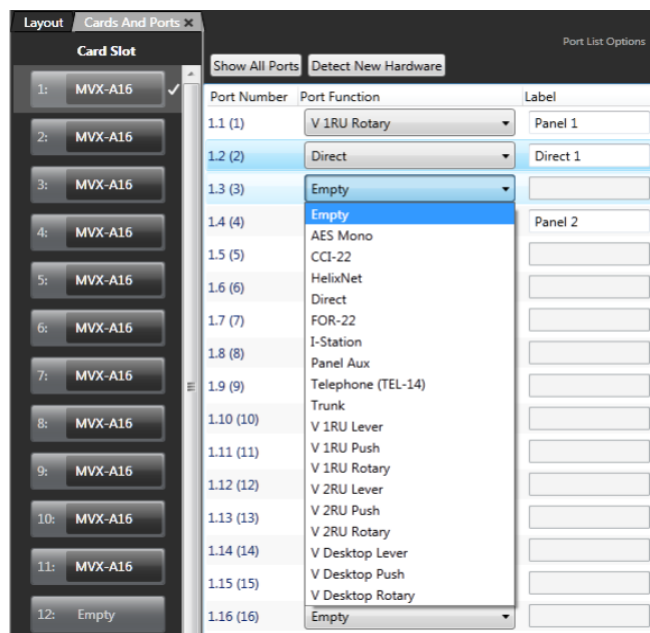 Layout
Cards And Ports ×
Card Slot
1: MVX-A16 ✓
2: MVX-A16
3: MVX-A16
4: MVX-A16
5: MVX-A16
6: MVX-A16
7: MVX-A16
8: MVX-A16
9: MVX-A16
10: MVX-A16
11: MVX-A16
12: Empty
Port List Options
Show All Ports Detect New Hardware
Port Number Port Function Label
1.1 (1) V 1RU Rotary Panel 1
1.2 (2) Direct Direct 1
1.3 (3) Empty
1.4 (4) Panel 2
1.5 (5)
1.6 (6)
1.7 (7)
1.8 (8)
1.9 (9)
1.10 (10)
1.11 (11)
1.12 (12)
1.13 (13)
1.14 (14)
1.15 (15)
1.16 (16) Empty
Empty
AES Mono
CCI-22
HelixNet
Direct
FOR-22
I-Station
Panel Aux
Telephone (TEL-14)
Trunk
V 1RU Lever
V 1RU Push
V 1RU Rotary
V 2RU Lever
V 2RU Push
V 2RU Rotary
V Desktop Lever
V Desktop Push
V Desktop Rotary